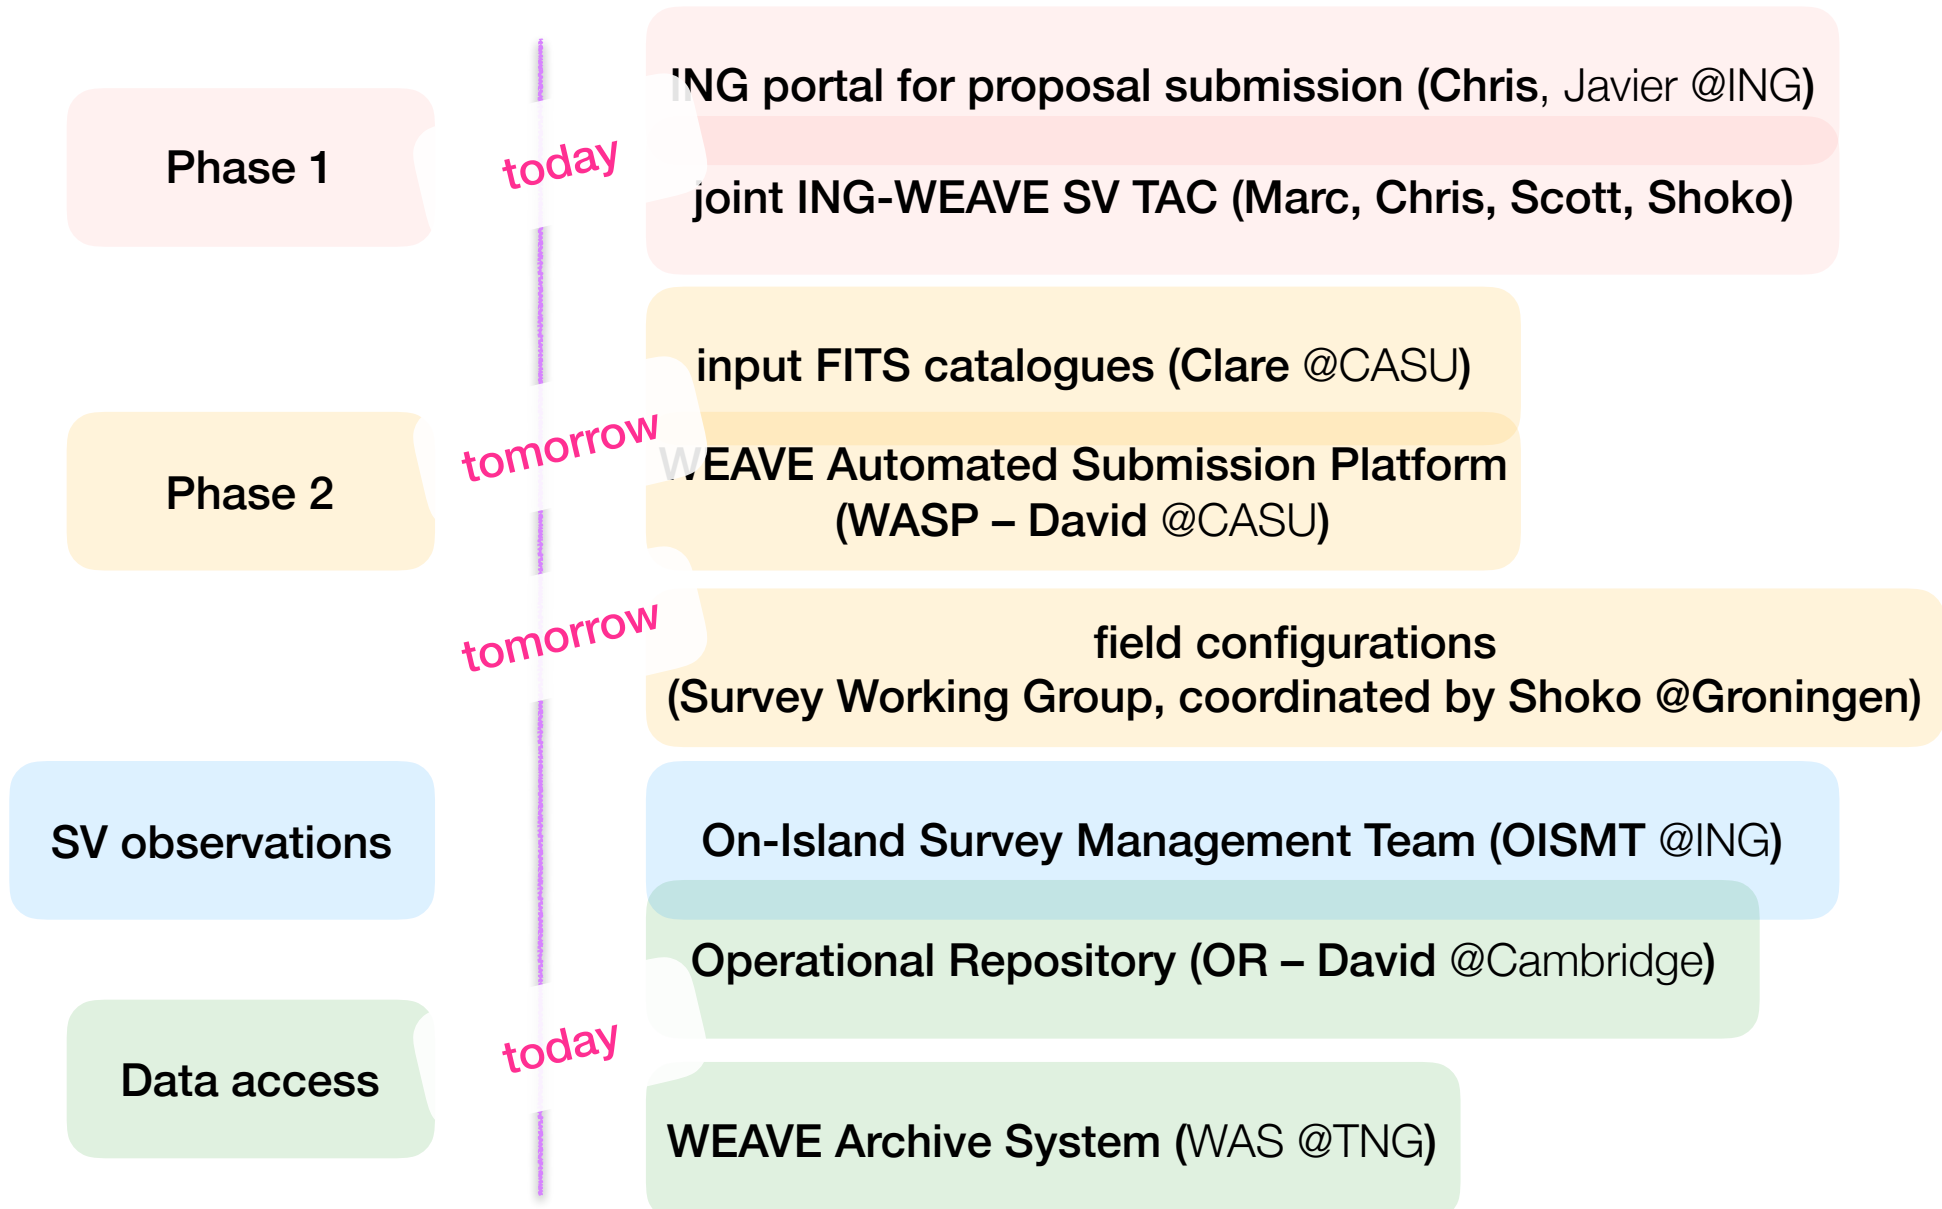 ING portal for proposal submission (Chris, Javier @ING)
Phase 1
today
joint ING-WEAVE SV TAC (Marc, Chris, Scott, Shoko)
input FITS catalogues (Clare @CASU)
tomorrow
Phase 2
WEAVE Automated Submission Platform
(WASP – David @CASU)
tomorrow
field configurations
(Survey Working Group, coordinated by Shoko @Groningen)
SV observations
On-Island Survey Management Team (OISMT @ING)
Operational Repository (OR – David @Cambridge)
today
Data access
WEAVE Archive System (WAS @TNG)